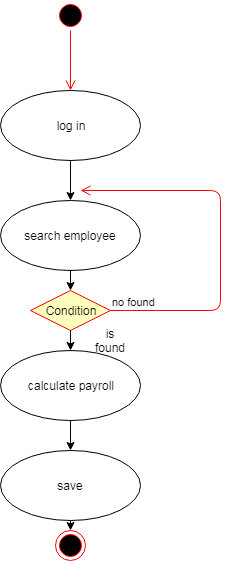 log in
search employee
Condition
no found
is
found
calculate payroll
save